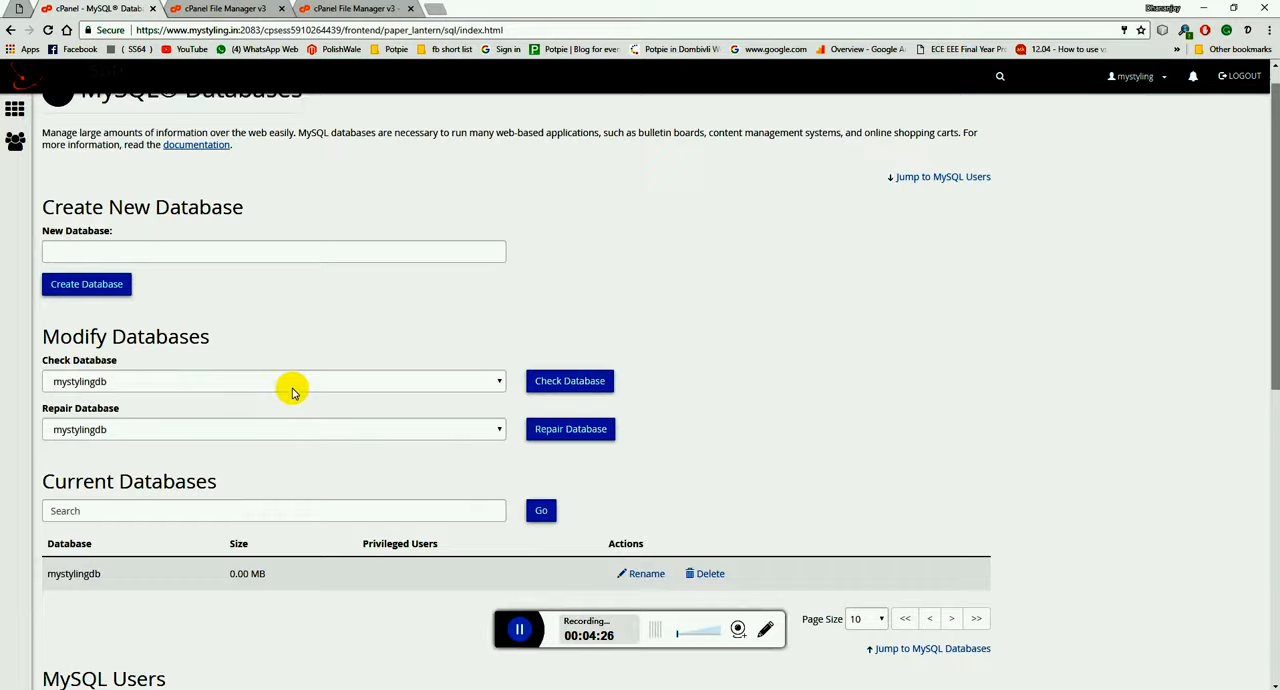 cPanel - MySQL® Datab
cPanel File Manager v3
cPanel File Manager v3 -
Dhananjay
Secure
https://www.mystyling.in:2083/cpsess5910264439/frontend/paper_lantern/sql/index.html
Apps
Facebook
( SS64 )
YouTube
(4) WhatsApp Web
PolishWale
Potpie
fb short list
Sign in
Potpie | Blog for ever
Potpie in Dombivli W
www.google.com
Overview - Google A
ECE EEE Final Year Pr
12.04 - How to use v
»
Other bookmarks
mystyling
LOGOUT
MySQL® Databases
Manage large amounts of information over the web easily. MySQL databases are necessary to run many web-based applications, such as bulletin boards, content management systems, and online shopping carts. For
more information, read the documentation.
Jump to MySQL Users
Create New Database
New Database:
Create Database
Modify Databases
Check Database
mystylingdb
Check Database
Repair Database
mystylingdb
Repair Database
Current Databases
Search
Go
Database Size Privileged Users Actions
mystylingdb 0.00 MB Rename Delete
Recording...
00:04:26
Page Size 10 << < > >>
Jump to MySQL Databases
MySQL Users